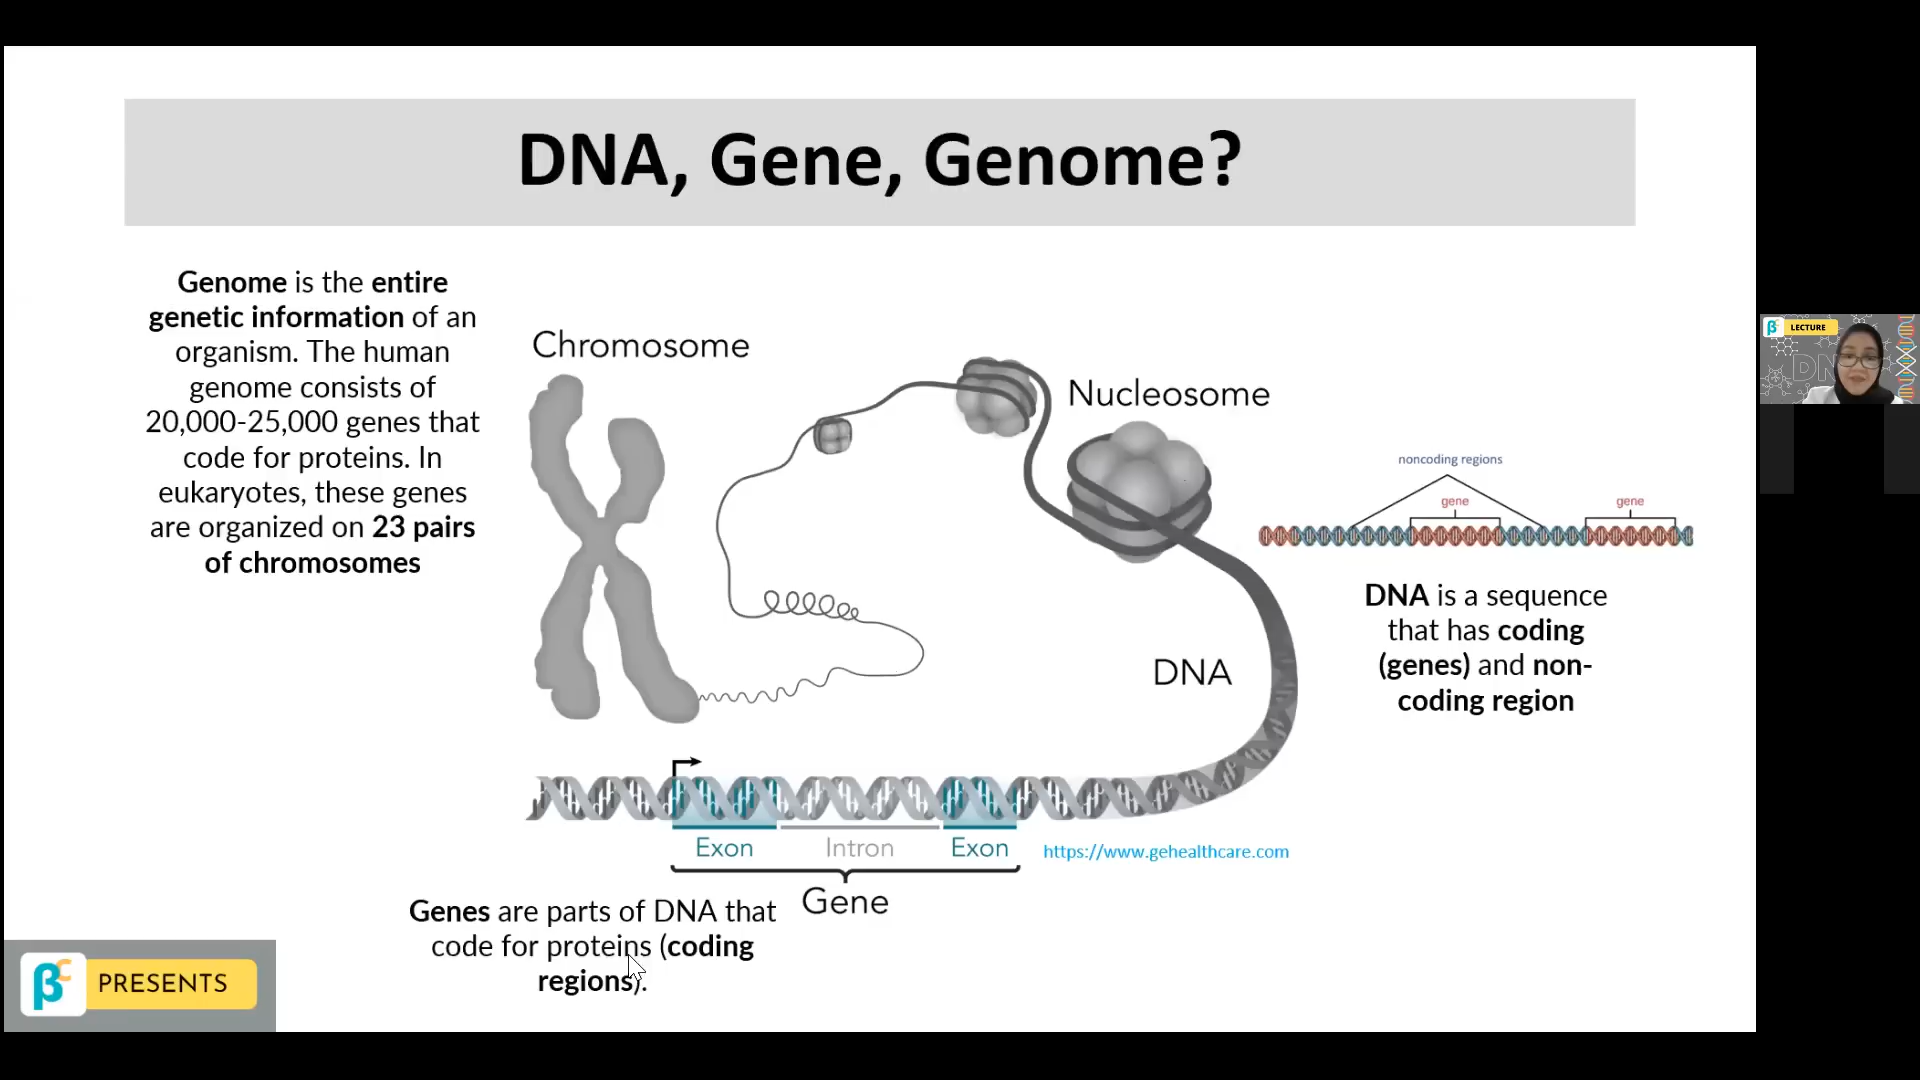 DNA, Gene, Genome?
Genome is the entire
genetic information of an
organism. The human
genome consists of
20,000-25,000 genes that
code for proteins. In
eukaryotes, these genes
are organized on 23 pairs
of chromosomes
Chromosome
Nucleosome
noncoding regions
gene
gene
DNA is a sequence
that has coding
(genes) and non-
coding region
DNA
Exon
Intron
Exon
https://www.gehealthcare.com
Gene
Genes are parts of DNA that
code for proteins (coding
regions).
βc PRESENTS
βc LECTURE